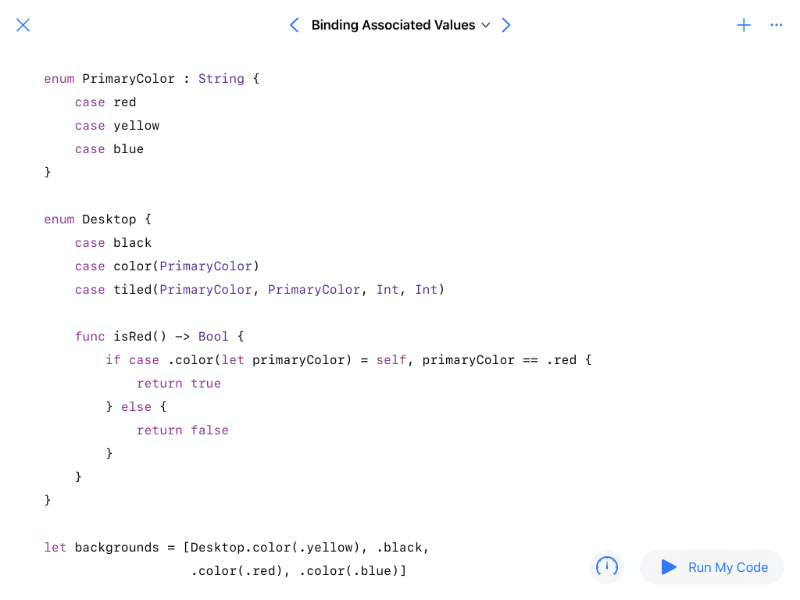 Binding Associated Values
enum PrimaryColor : String {
    case red
    case yellow
    case blue
}
enum Desktop {
    case black
    case color(PrimaryColor)
    case tiled(PrimaryColor, PrimaryColor, Int, Int)
    func isRed() -> Bool {
        if case .color(let primaryColor) = self, primaryColor == .red {
            return true
        } else {
            return false
        }
    }
}
let backgrounds = [Desktop.color(.yellow), .black,
                   .color(.red), .color(.blue)]
Run My Code